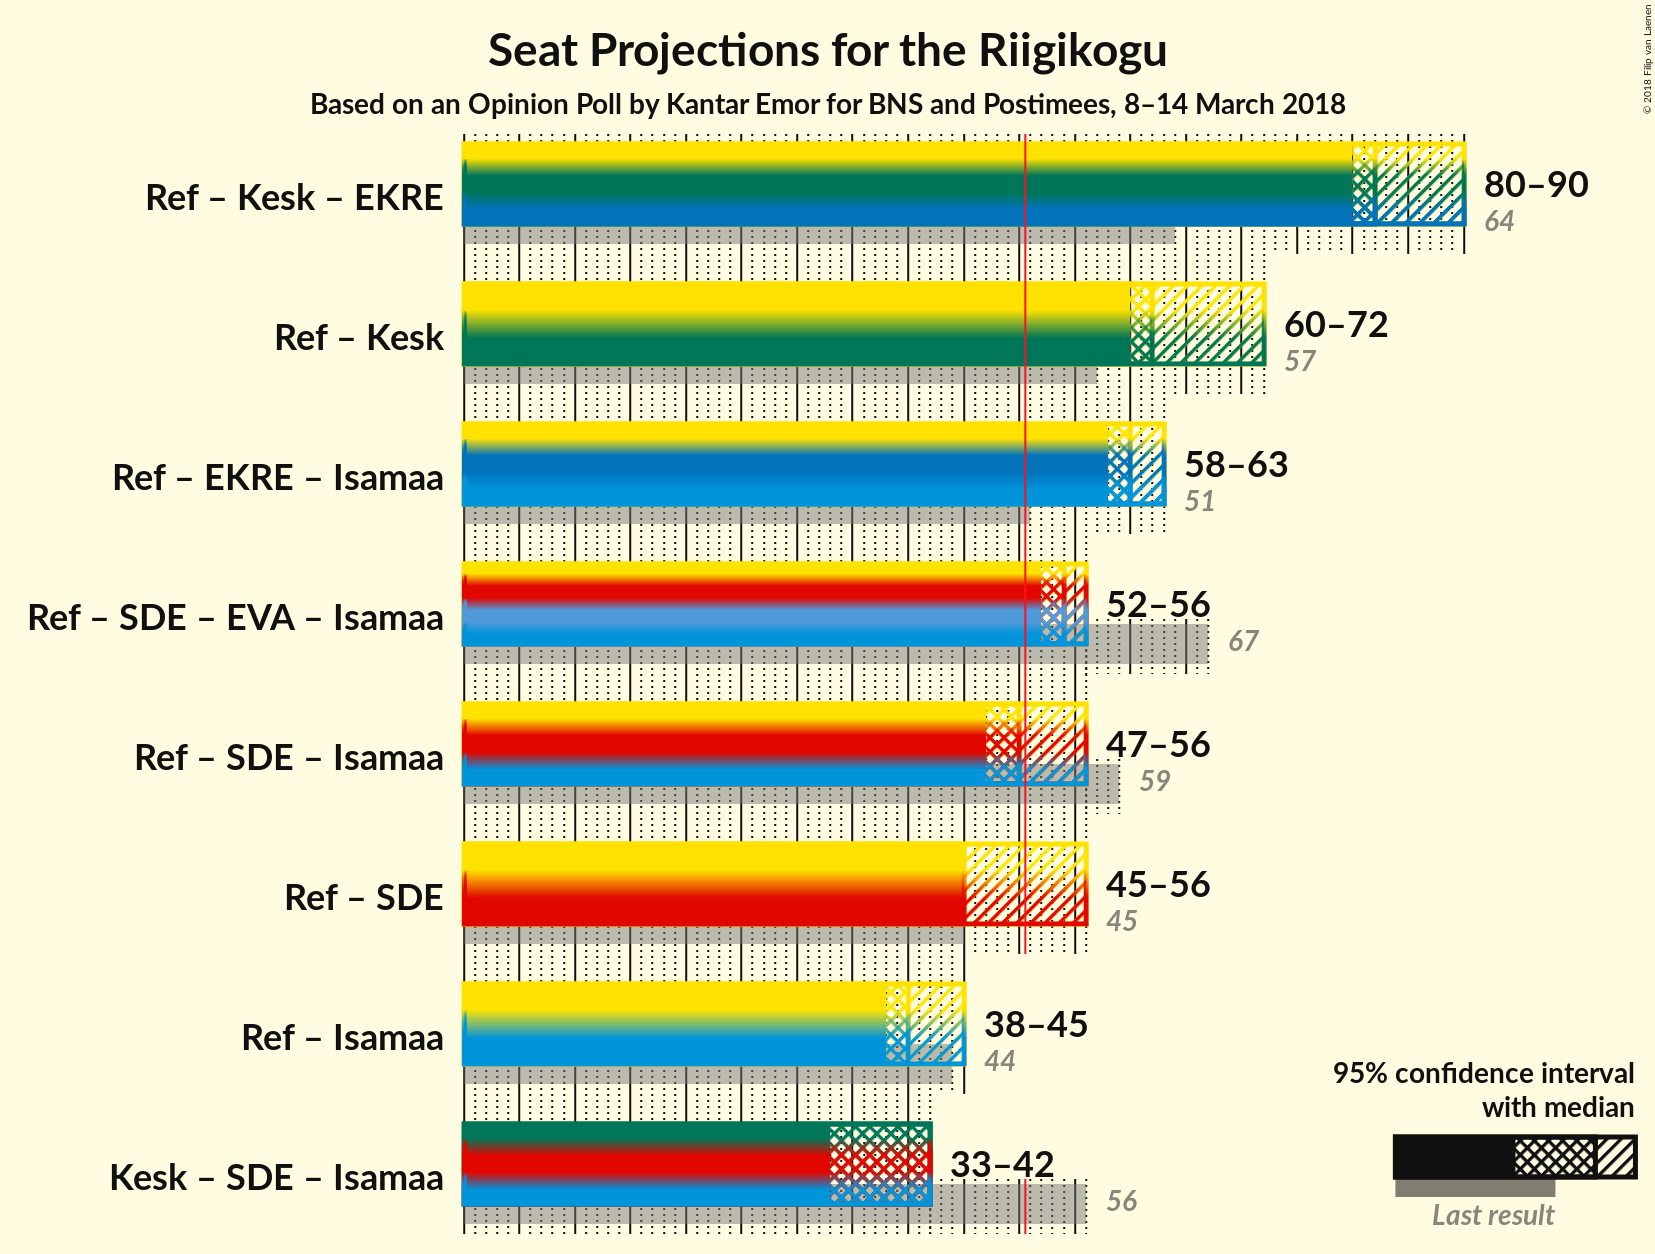 Seat Projections for the Riigikogu
Based on an Opinion Poll by Kantar Emor for BNS and Postimees, 8–14 March 2018
© 2018 Filip van Laenen
Ref – Kesk – EKRE
80–90
64
Ref – Kesk
60–72
57
Ref – EKRE – Isamaa
58–63
51
Ref – SDE – EVA – Isamaa
52–56
67
Ref – SDE – Isamaa
47–56
59
Ref – SDE
45–56
45
Ref – Isamaa
38–45
44
Kesk – SDE – Isamaa
33–42
56
95% confidence interval
with median
Last result